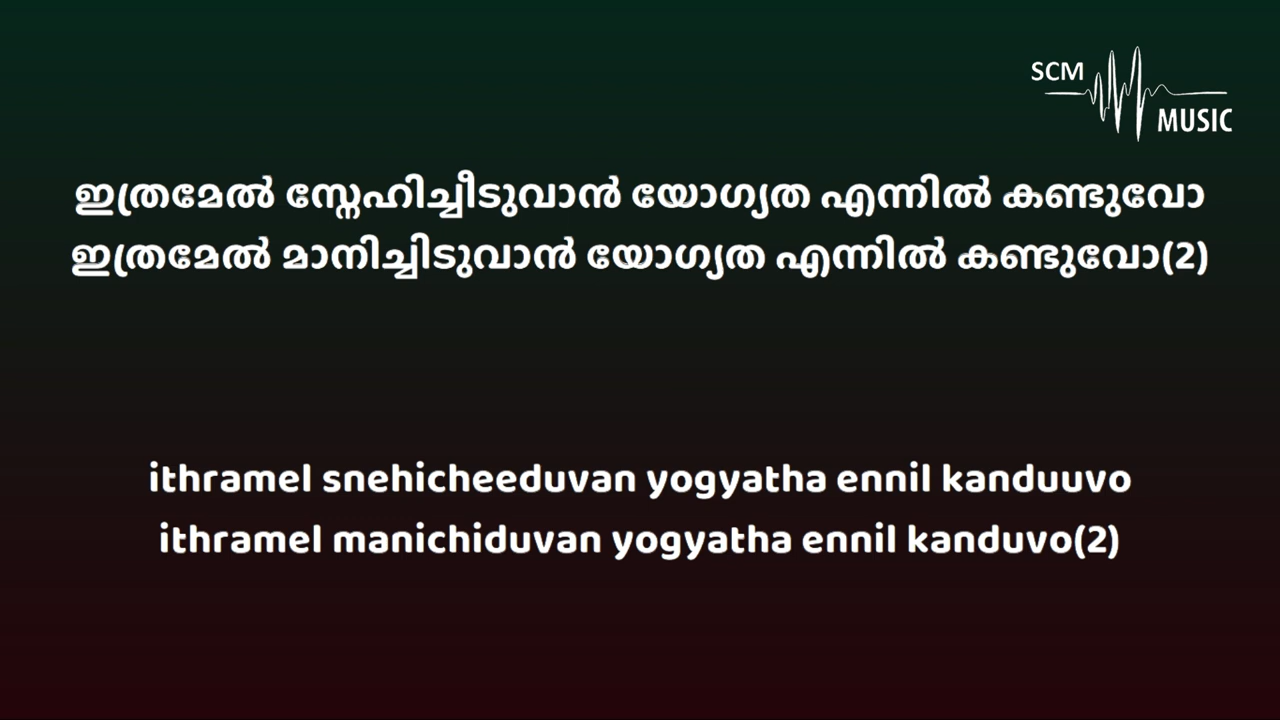 SCM
MUSIC
ഇത്രമേൽ സ്നേഹിച്ചീടുവാൻ യോഗ്യത എന്നിൽ കണ്ടുവോ
ഇത്രമേൽ മാനിച്ചിടുവാൻ യോഗ്യത എന്നിൽ കണ്ടുവോ(2)
ithramel snehicheeduvan yogyatha ennil kanduuvo
ithramel manichiduvan yogyatha ennil kanduvo(2)